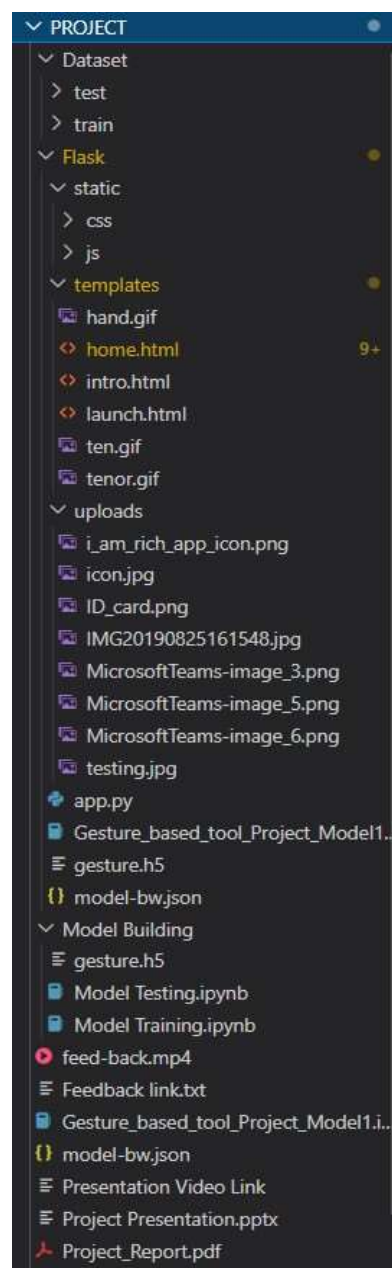 PROJECT
Dataset
test
train
Flask
static
css
js
templates
hand.gif
home.html 9+
intro.html
launch.html
ten.gif
tenor.gif
uploads
i_am_rich_app_icon.png
icon.jpg
ID_card.png
IMG20190825161548.jpg
MicrosoftTeams-image_3.png
MicrosoftTeams-image_5.png
MicrosoftTeams-image_6.png
testing.jpg
app.py
Gesture_based_tool_Project_Model1..
gesture.h5
{} model-bw.json
Model Building
gesture.h5
Model Testing.ipynb
Model Training.ipynb
feed-back.mp4
Feedback link.txt
Gesture_based_tool_Project_Model1.i..
{} model-bw.json
Presentation Video Link
Project Presentation.pptx
Project_Report.pdf